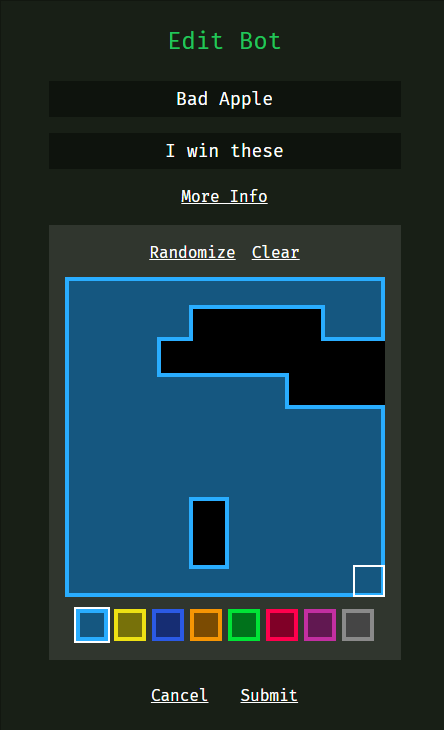 Edit Bot
Bad Apple
I win these
More Info
Randomize Clear
Cancel Submit